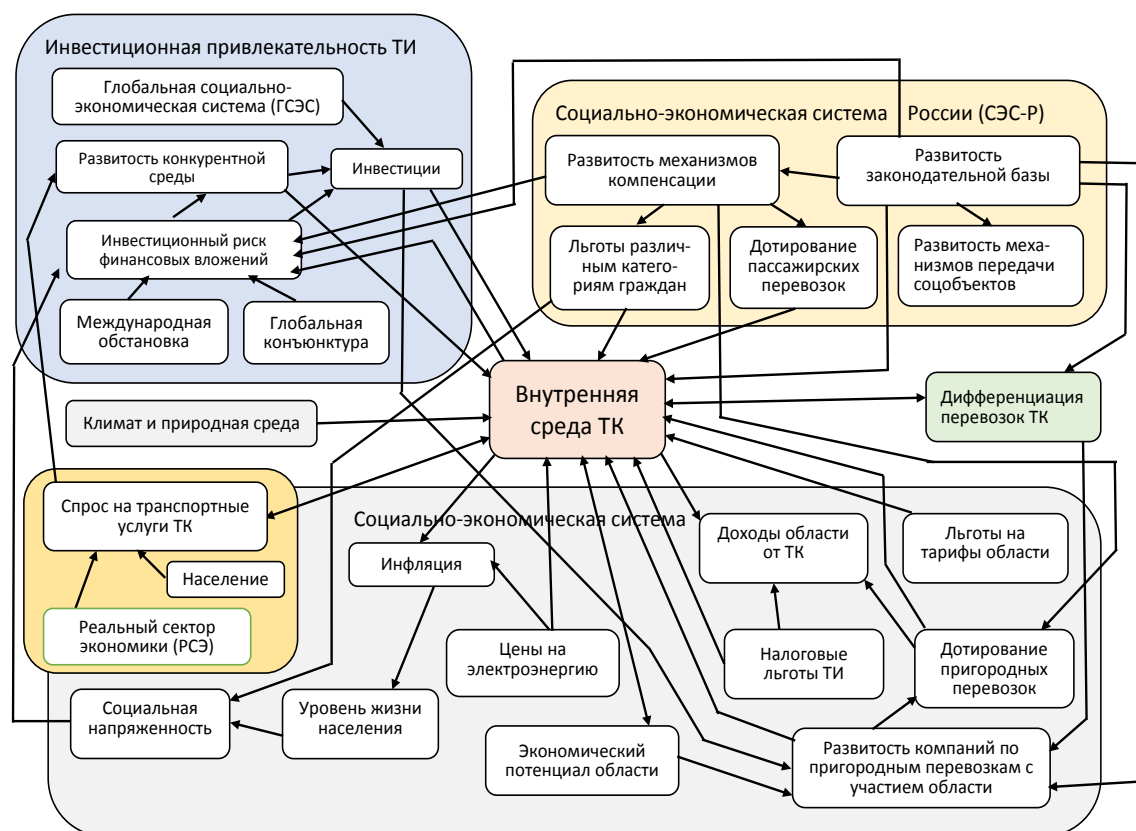 Инвестиционная привлекательность ТИ
Глобальная социально-
экономическая система (ГСЭС)
Развитость конкурентной
среды
Инвестиции
Инвестиционный риск
финансовых вложений
Международная
обстановка
Глобальная
конъюнктура
Социально-экономическая система России (СЭС-Р)
Развитость механизмов
компенсации
Развитость
законодательной базы
Льготы различ-
ным катего-
риям граждан
Дотирование
пассажирских
перевозок
Развитость меха-
низмов передачи
соцобъектов
Климат и природная среда
Внутренняя
среда ТК
Дифференциация
перевозок ТК
Спрос на транспортные
услуги ТК
Население
Реальный сектор
экономики (РСЭ)
Социально-экономическая система
Инфляция
Доходы области
от ТК
Льготы на
тарифы области
Цены на
электроэнергию
Налоговые
льготы ТИ
Дотирование
пригородных
перевозок
Социальная
напряженность
Уровень жизни
населения
Экономический
потенциал области
Развитость компаний по
пригородным перевозкам с
участием области